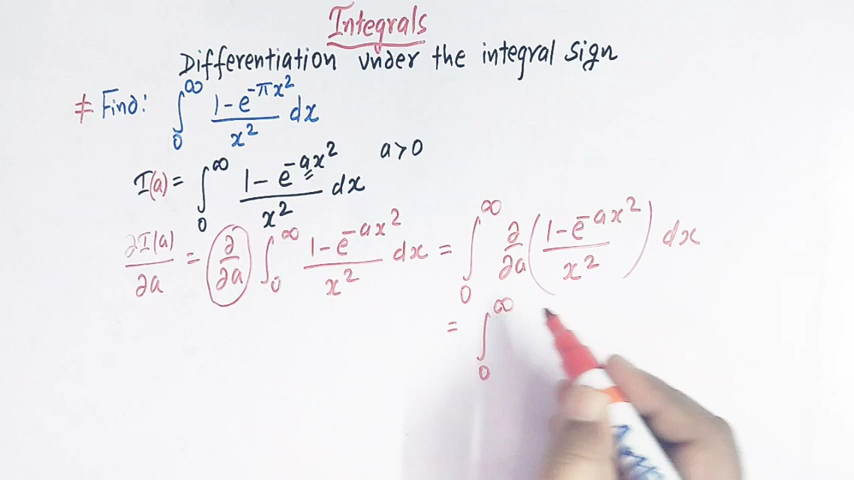 Integrals
Differentiation under the integral sign
≠ Find: ∫₀^∞ (1-e^(-πx²))/x² dx
I(a) = ∫₀^∞ (1-e^(-ax²))/x² dx a>0
∂I(a)/∂a = ∂/∂a ∫₀^∞ (1-e^(-ax²))/x² dx = ∫₀^∞ ∂/∂a ((1-e^(-ax²))/x²) dx
= ∫₀^∞